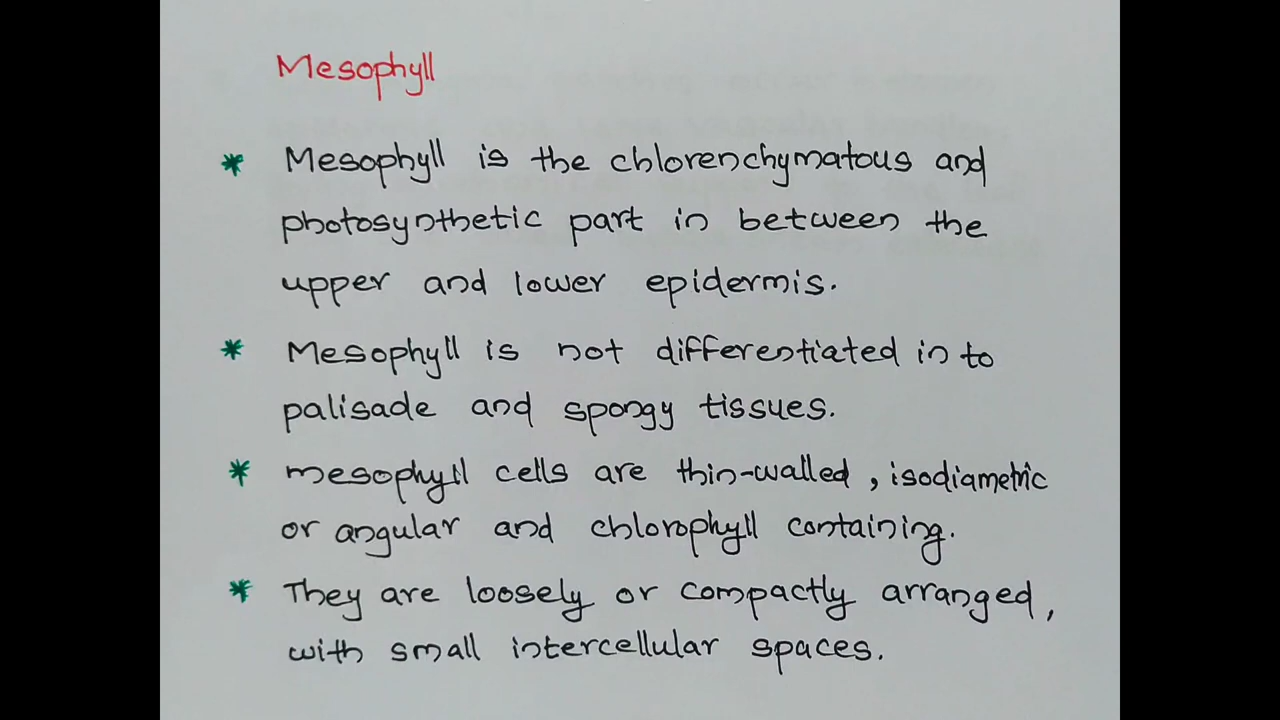 Mesophyll
* Mesophyll is the chlorenchymatous and
photosynthetic part in between the
upper and lower epidermis.
* Mesophyll is not differentiated in to
palisade and spongy tissues.
* mesophyll cells are thin-walled, isodiametric
or angular and chlorophyll containing.
* They are loosely or compactly arranged,
with small intercellular spaces.